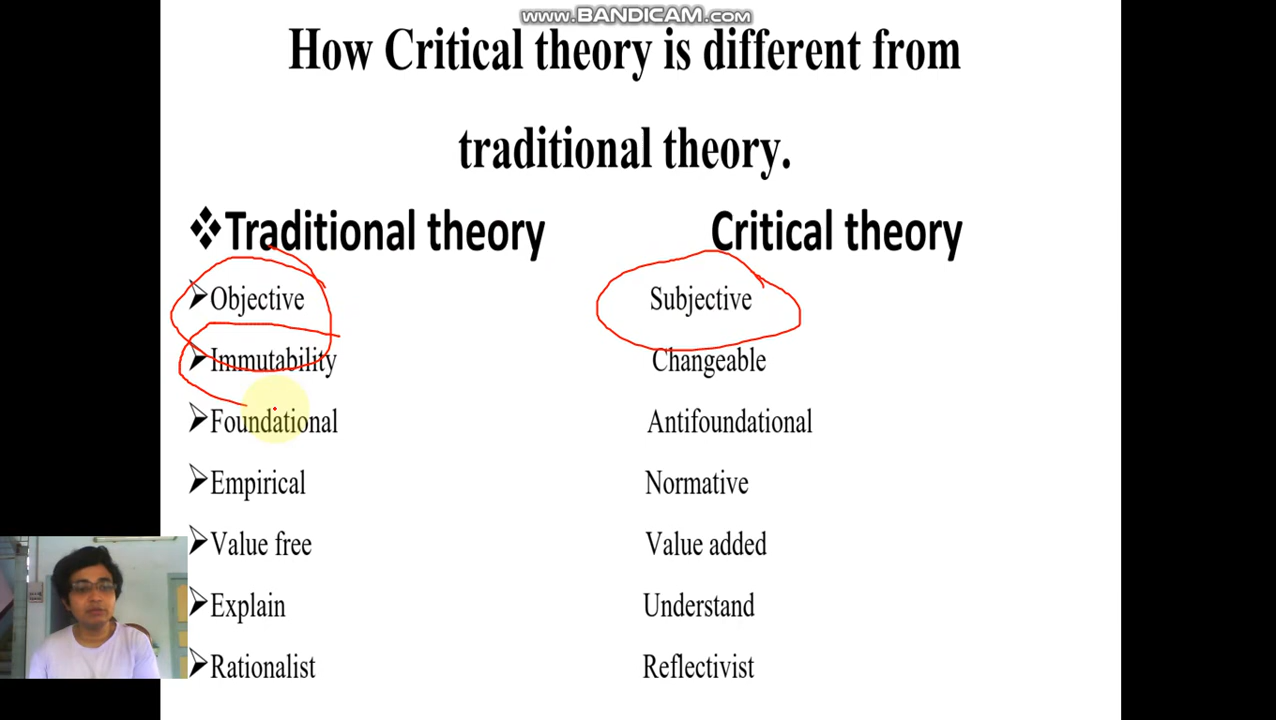 www.BANDICAM.com
How Critical theory is different from
traditional theory.
❖Traditional theory Critical theory
➢Objective Subjective
➢Immutability Changeable
➢Foundational Antifoundational
➢Empirical Normative
➢Value free Value added
➢Explain Understand
➢Rationalist Reflectivist